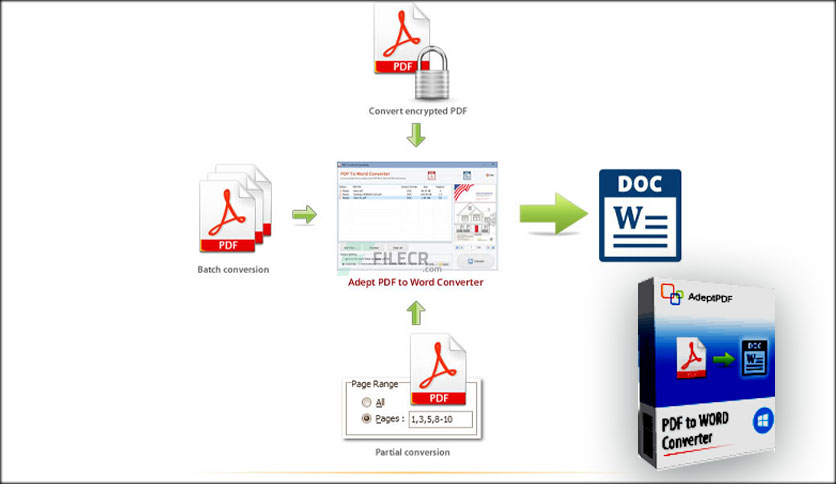 PDF
Convert encrypted PDF
PDF To Word Converter
PDF
Batch conversion
FILECR
.com
Adept PDF to Word Converter
DOC
W
AdeptPDF
DOC
W
PDF to WORD
Converter
Page Range
All
Pages : 1,3,5,8-10
PDF
Partial conversion